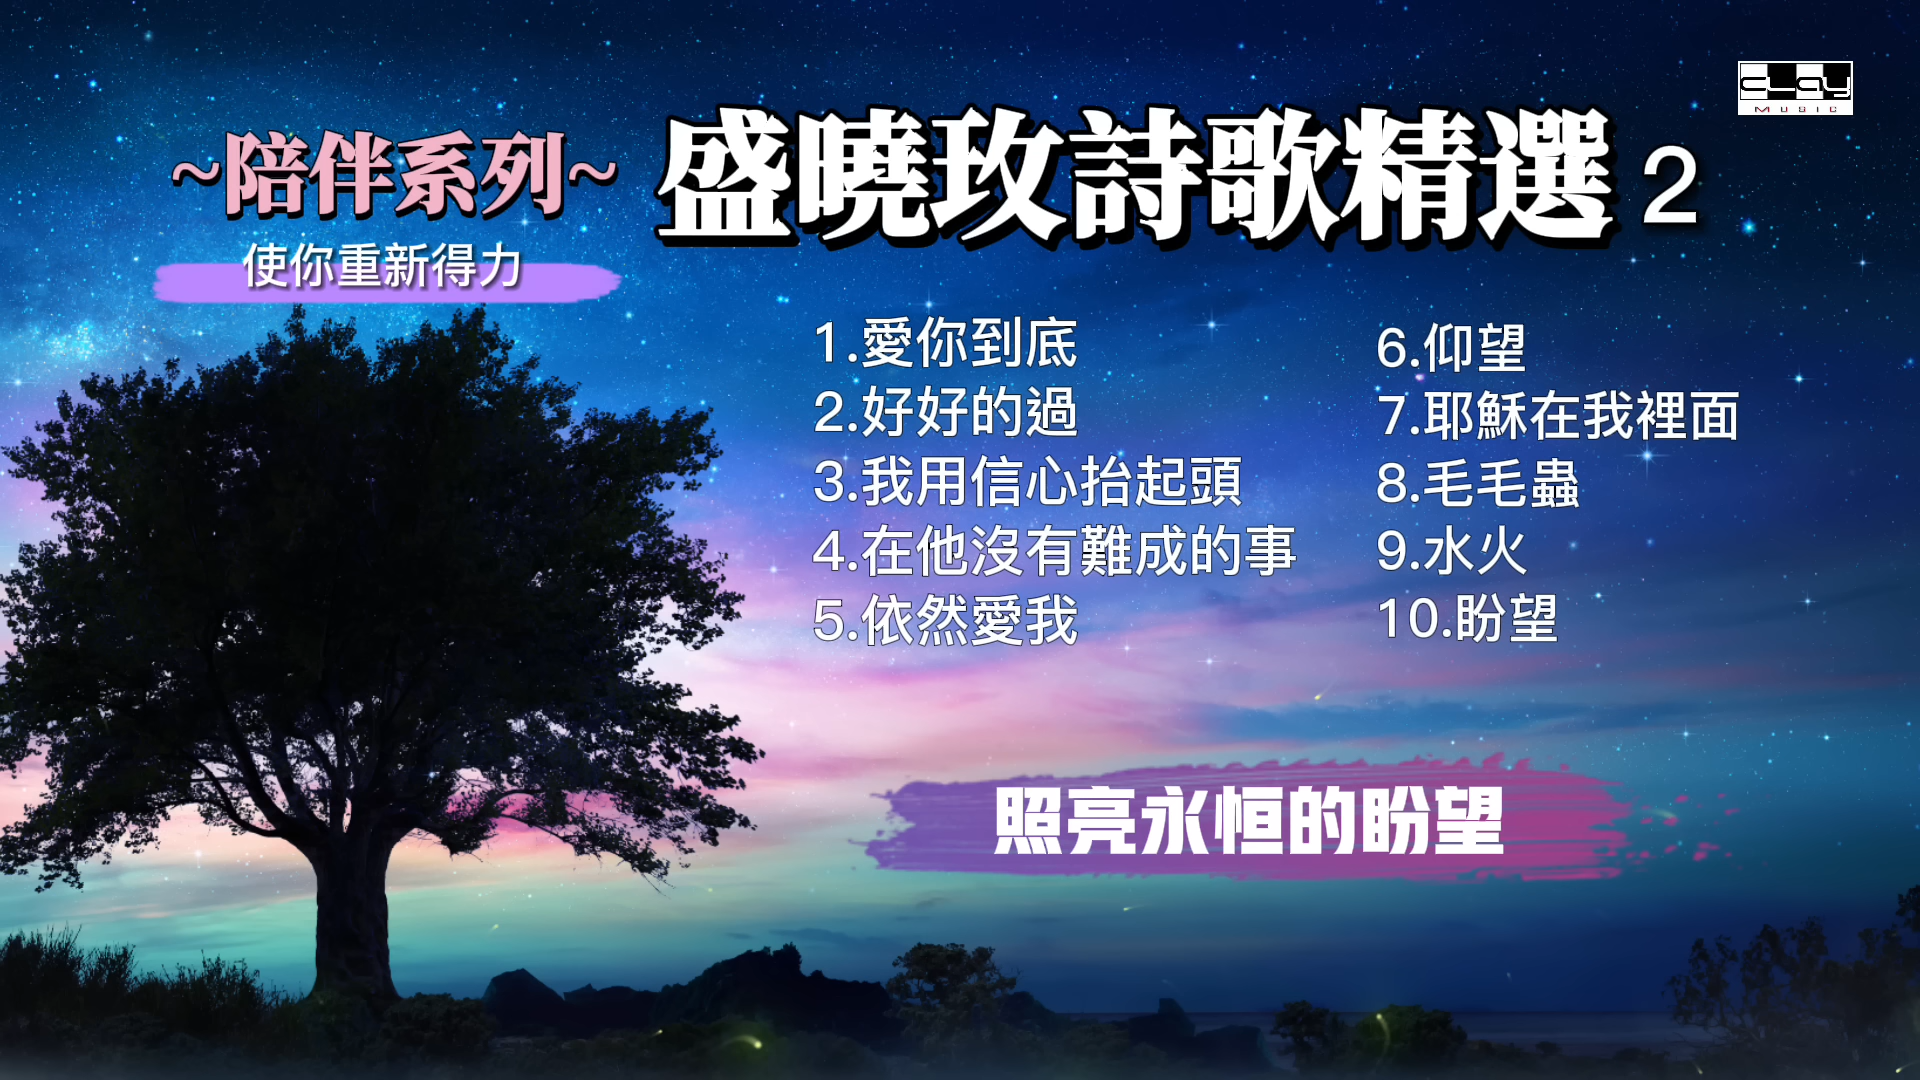 CLAY
MUSIC
~陪伴系列~
盛曉玫詩歌精選 2
使你重新得力
1.愛你到底
2.好好的過
3.我用信心抬起頭
4.在他沒有難成的事
5.依然愛我
6.仰望
7.耶穌在我裡面
8.毛毛蟲
9.水火
10.盼望
照亮永恒的盼望